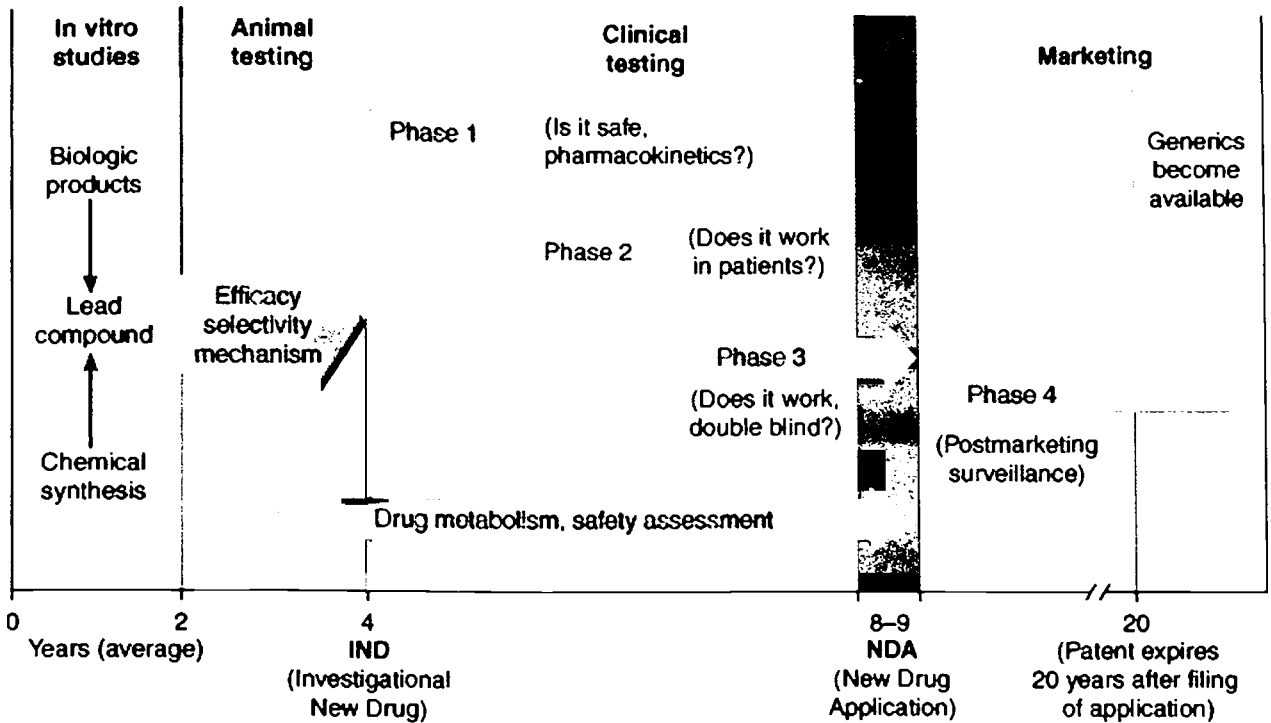 In vitro
studies
Animal
testing
Clinical
testing
Marketing
Biologic
products
Lead
compound
Chemical
synthesis
Efficacy
selectivity
mechanism
Phase 1
(Is it safe,
pharmacokinetics?)
Phase 2
(Does it work
in patients?)
Phase 3
(Does it work,
double blind?)
Drug metabolism, safety assessment
Phase 4
(Postmarketing
surveillance)
Generics
become
available
0
2
4
8–9
20
Years (average)
IND
(Investigational
New Drug)
NDA
(New Drug
Application)
(Patent expires
20 years after filing
of application)